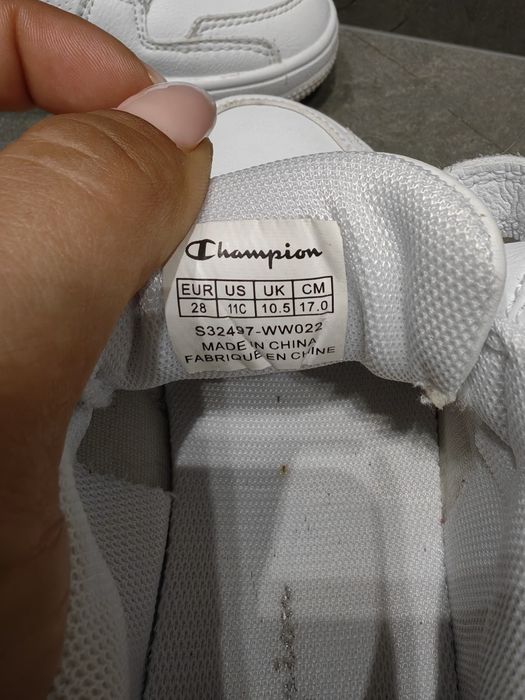 Champion
EUR US UK CM
28 11C 10.5 17.0
S32497-WW022
MADE IN CHINA
FABRIQUÉ EN CHINE